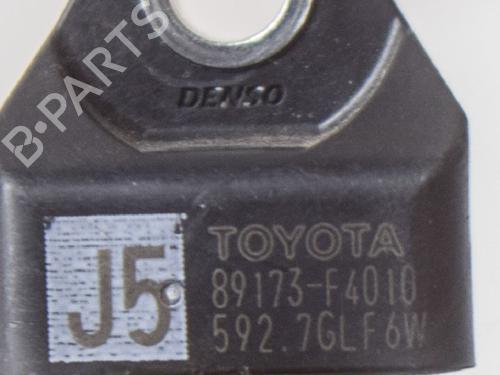 B·PARTS
DENSO
J5
TOYOTA
89173-F4010
592.7GLF6W